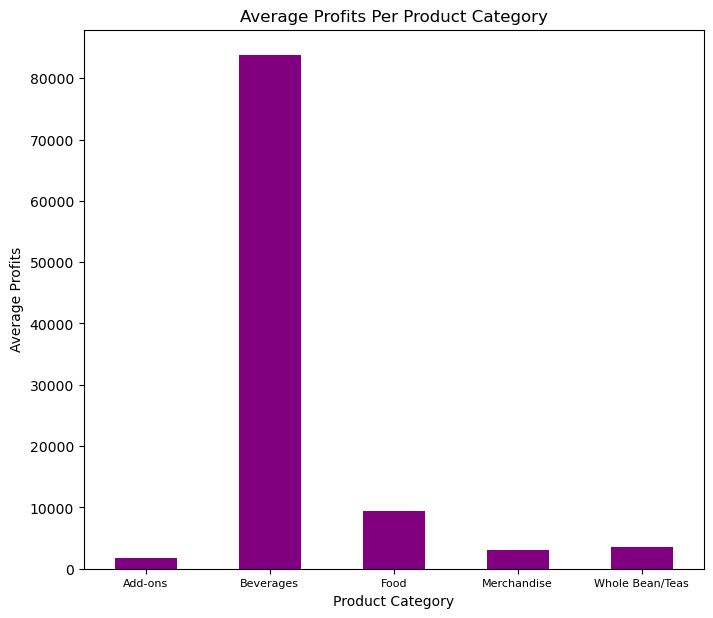 Average Profits Per Product Category
Average Profits
80000
70000
60000
50000
40000
30000
20000
10000
0
Add-ons
Beverages
Food
Merchandise
Whole Bean/Teas
Product Category